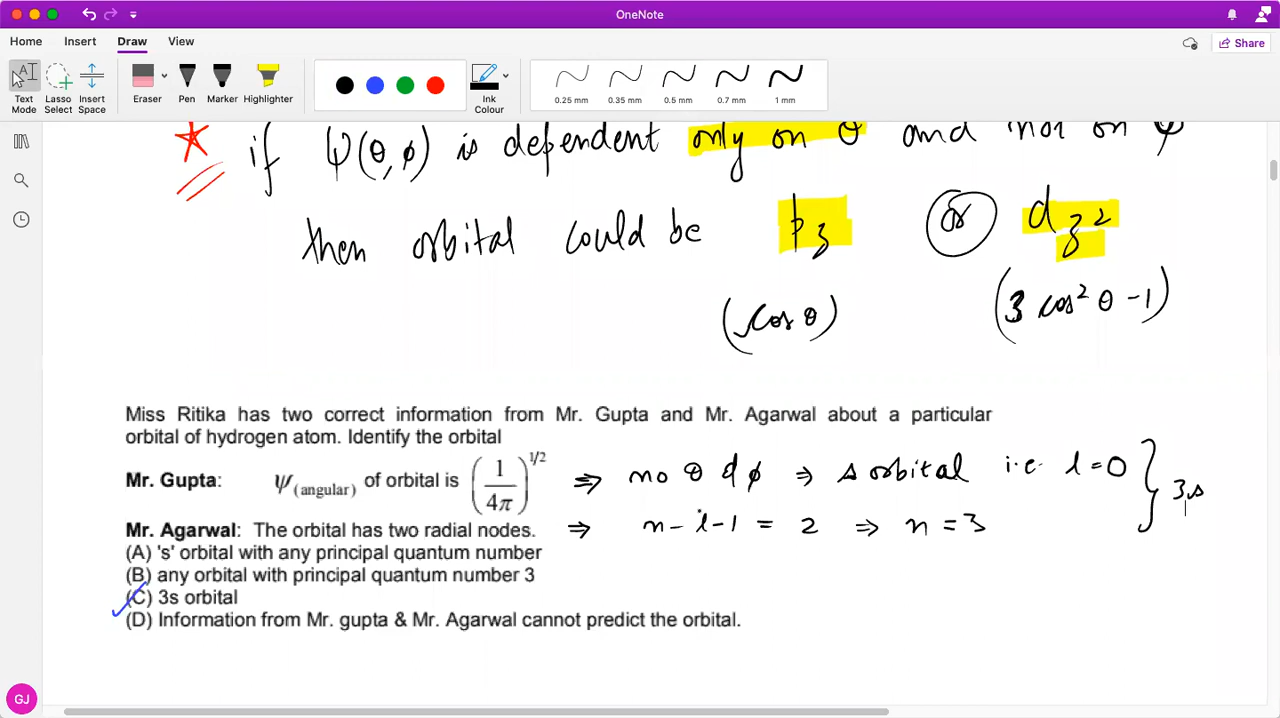 OneNote
Home Insert Draw View
Share
Text Mode
Lasso Select
Insert Space
Eraser
Pen
Marker
Highlighter
Ink Colour
0.25 mm 0.35 mm 0.5 mm 0.7 mm 1 mm
if ψ(θ,φ) is dependent only on θ and not on φ
then orbital could be p_z or d_z²
(cos θ) (3 cos² θ -1)
Miss Ritika has two correct information from Mr. Gupta and Mr. Agarwal about a particular
orbital of hydrogen atom. Identify the orbital
Mr. Gupta: ψ(angular) of orbital is (1/4π)^1/2 ⇒ no θ d φ ⇒ s orbital i.e. l=0 } 3s
Mr. Agarwal: The orbital has two radial nodes. ⇒ n-l-1 = 2 ⇒ n=3
(A) 's' orbital with any principal quantum number
(B) any orbital with principal quantum number 3
(C) 3s orbital
(D) Information from Mr. gupta & Mr. Agarwal cannot predict the orbital.
GJ